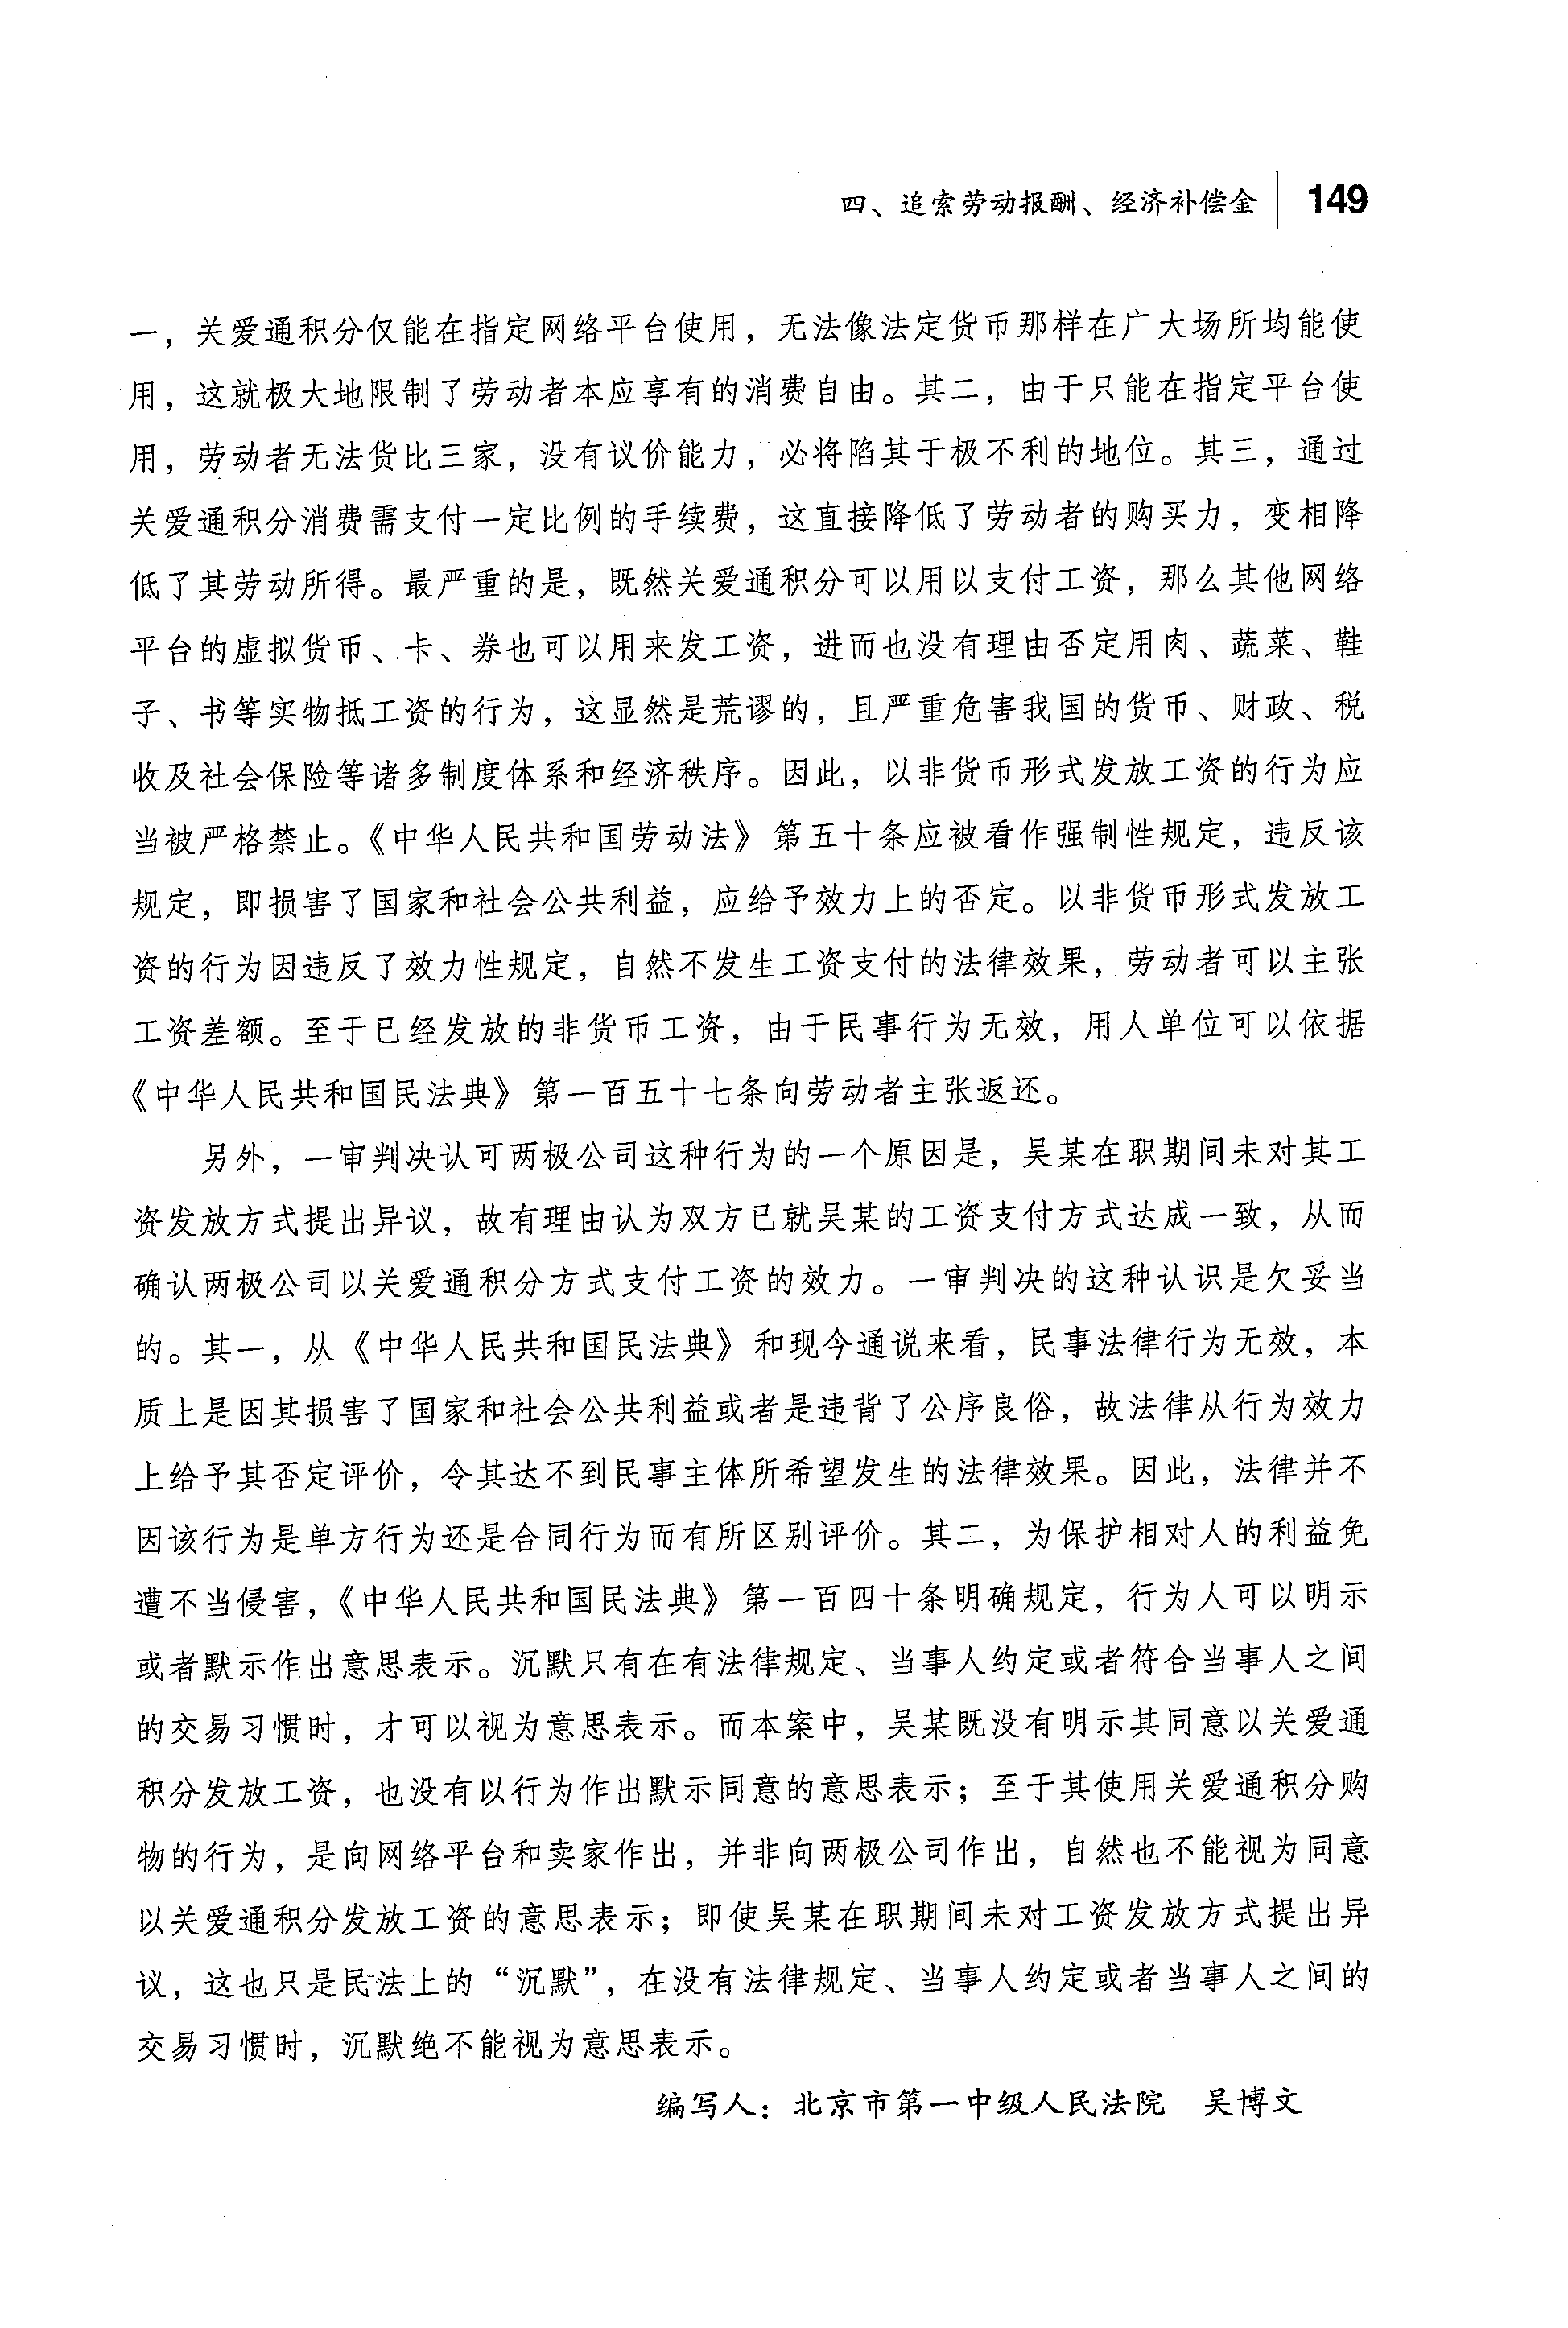 四、追索劳动报酬、经济补偿金 149
一，关爱通积分仅能在指定网络平台使用，无法像法定货币那样在广大场所均能使
用，这就极大地限制了劳动者本应享有的消费自由。其二，由于只能在指定平台使
用，劳动者无法货比三家，没有议价能力，必将陷其于极不利的地位。其三，通过
关爱通积分消费需支付一定比例的手续费，这直接降低了劳动者的购买力，变相降
低了其劳动所得。最严重的是，既然关爱通积分可以用以支付工资，那么其他网络
平台的虚拟货币、卡、券也可以用来发工资，进而也没有理由否定用肉、蔬菜、鞋
子、书等实物抵工资的行为，这显然是荒谬的，且严重危害我国的货币、财政、税
收及社会保险等诸多制度体系和经济秩序。因此，以非货币形式发放工资的行为应
当被严格禁止。《中华人民共和国劳动法》第五十条应被看作强制性规定，违反该
规定，即损害了国家和社会公共利益，应给予效力上的否定。以非货币形式发放工
资的行为因违反了效力性规定，自然不发生工资支付的法律效果，劳动者可以主张
工资差额。至于已经发放的非货币工资，由于民事行为无效，用人单位可以依据
《中华人民共和国民法典》第一百五十七条向劳动者主张返还。
另外，一审判决认可两极公司这种行为的一个原因是，吴某在职期间未对其工
资发放方式提出异议，故有理由认为双方已就吴某的工资支付方式达成一致，从而
确认两极公司以关爱通积分方式支付工资的效力。一审判决的这种认识是欠妥当
的。其一，从《中华人民共和国民法典》和现今通说来看，民事法律行为无效，本
质上是因其损害了国家和社会公共利益或者是违背了公序良俗，故法律从行为效力
上给予其否定评价，令其达不到民事主体所希望发生的法律效果。因此，法律并不
因该行为是单方行为还是合同行为而有所区别评价。其二，为保护相对人的利益免
遭不当侵害，《中华人民共和国民法典》第一百四十条明确规定，行为人可以明示
或者默示作出意思表示。沉默只有在有法律规定、当事人约定或者符合当事人之间
的交易习惯时，才可以视为意思表示。而本案中，吴某既没有明示其同意以关爱通
积分发放工资，也没有以行为作出默示同意的意思表示；至于其使用关爱通积分购
物的行为，是向网络平台和卖家作出，并非向两极公司作出，自然也不能视为同意
以关爱通积分发放工资的意思表示；即使吴某在职期间未对工资发放方式提出异
议，这也只是民法上的“沉默”，在没有法律规定、当事人约定或者当事人之间的
交易习惯时，沉默绝不能视为意思表示。
编写人：北京市第一中级人民法院 吴博文